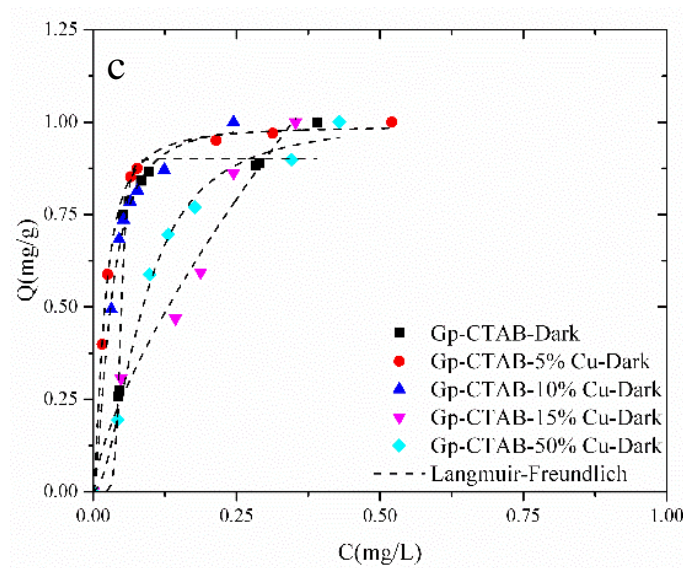 c
1.25
1.00
0.75
0.50
0.25
0.00
Q(mg/g)
Gp-CTAB-Dark
Gp-CTAB-5% Cu-Dark
Gp-CTAB-10% Cu-Dark
Gp-CTAB-15% Cu-Dark
Gp-CTAB-50% Cu-Dark
Langmuir-Freundlich
0.00 0.25 0.50 0.75 1.00
C(mg/L)